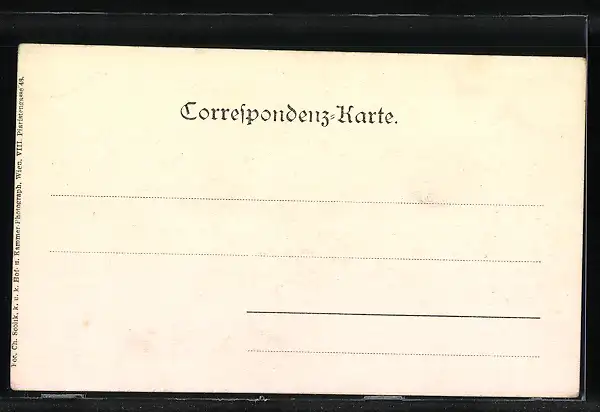 Correſpondenz-Karte.
Fot. Ch. Scolik, k. u. k. Hof- u. Kammer-Photograph, Wien, VIII. Piaristengasse 48.